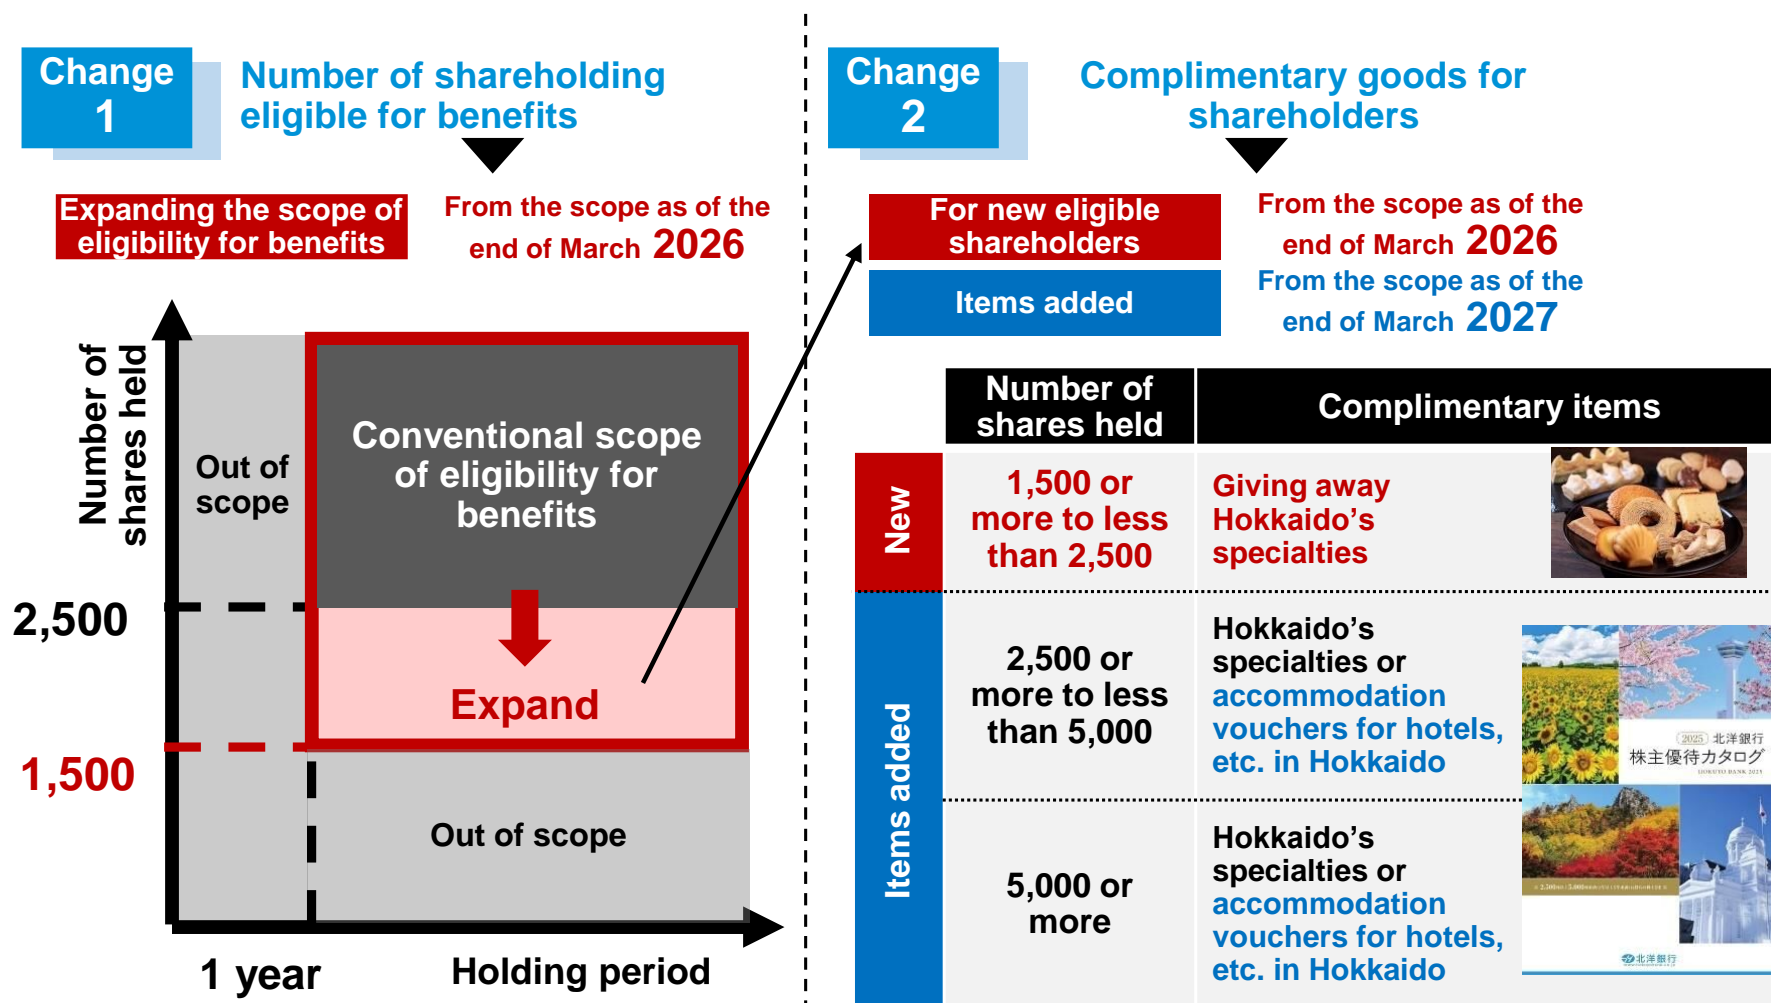 Change
1
Number of shareholding
eligible for benefits
Expanding the scope of
eligibility for benefits
From the scope as of the
end of March 2026
Number of
shares held
Out of
scope
Conventional scope
of eligibility for
benefits
2,500
Expand
1,500
Out of scope
1 year
Holding period
Change
2
Complimentary goods for
shareholders
For new eligible
shareholders
From the scope as of the
end of March 2026
Items added
From the scope as of the
end of March 2027
Number of
shares held
Complimentary items
New
1,500 or
more to less
than 2,500
Giving away
Hokkaido’s
specialties
Items added
2,500 or
more to less
than 5,000
Hokkaido’s
specialties or
accommodation
vouchers for hotels,
etc. in Hokkaido
5,000 or
more
Hokkaido’s
specialties or
accommodation
vouchers for hotels,
etc. in Hokkaido
2025 北洋銀行
株主優待カタログ
北洋銀行